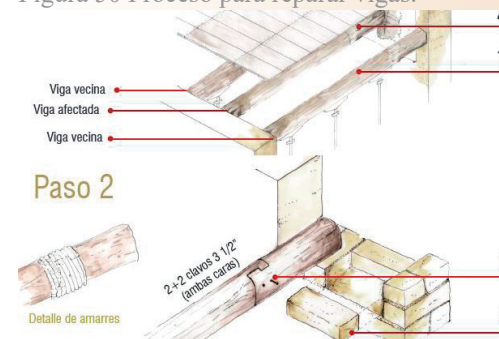 Figura 30 Proceso para reparar vigas.
Viga vecina
Viga afectada
Viga vecina
Paso 2
2+2 clavos 3 1/2"
(ambas caras)
Detalle de amarres